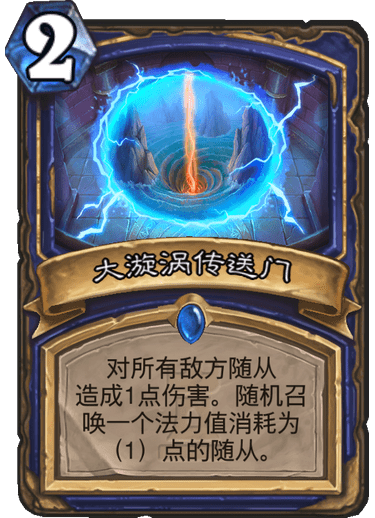 2
大漩涡传送门
对所有敌方随从
造成1点伤害。随机召
唤一个法力值消耗为
（1）点的随从。